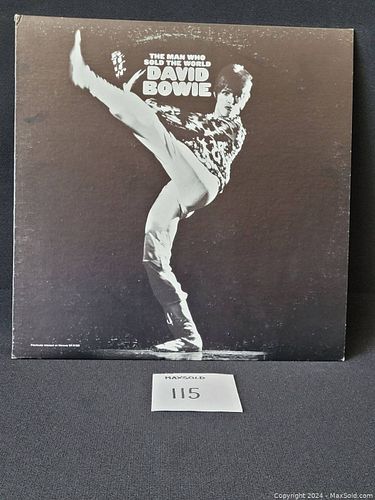 THE MAN WHO
SOLD THE WORLD
DAVID
BOWIE
MAXSOLD
115
Copyright 2024 - MaxSold.com